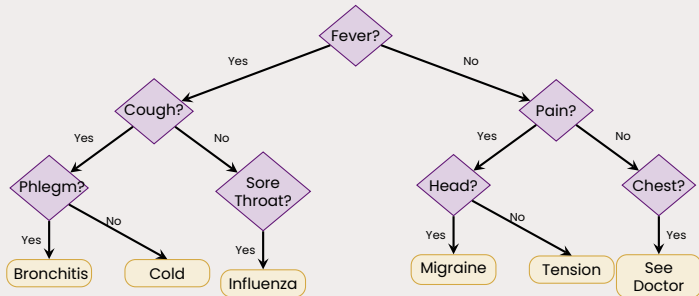 Fever?
Yes
No
Cough?
Pain?
Yes
No
Yes
No
Phlegm?
Sore
Throat?
Head?
Chest?
Yes
No
Yes
Yes
No
Yes
Bronchitis
Cold
Influenza
Migraine
Tension
See
Doctor